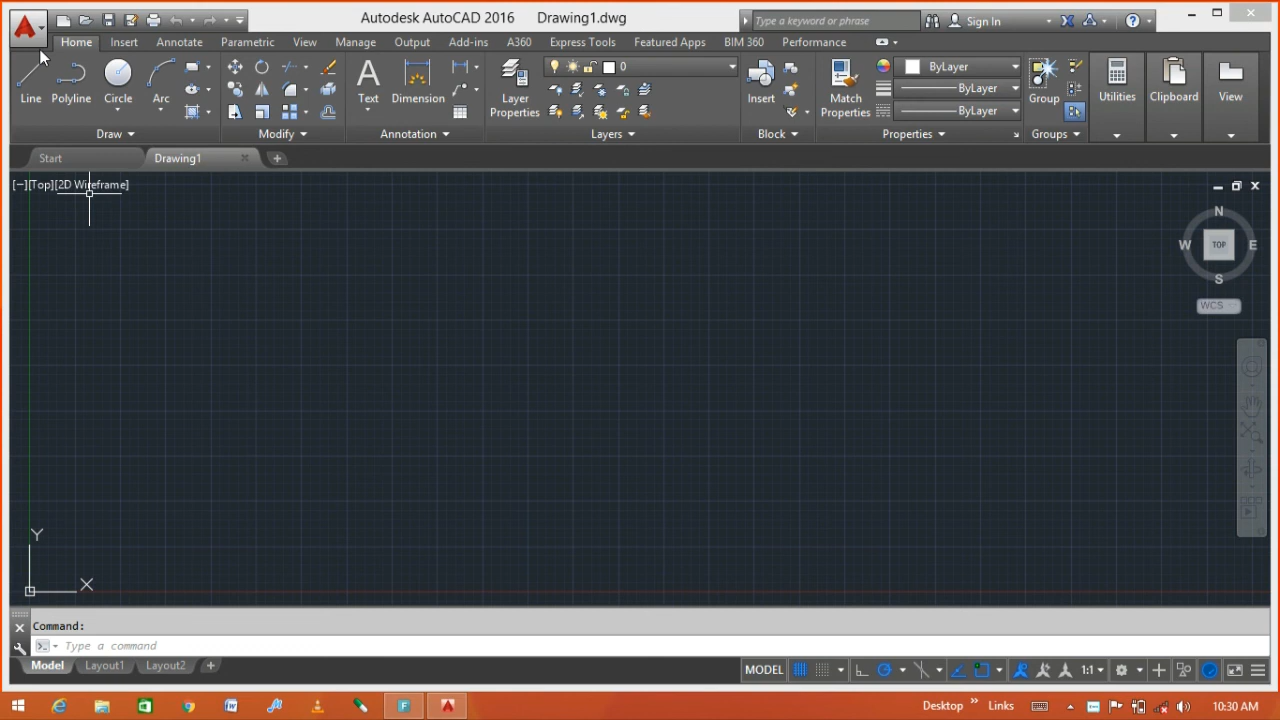 Autodesk AutoCAD 2016 Drawing1.dwg
Type a keyword or phrase
Sign In
Home Insert Annotate Parametric View Manage Output Add-ins A360 Express Tools Featured Apps BIM 360 Performance
Line Polyline Circle Arc
Draw
Modify
A
Text Dimension
Annotation
Layer
Properties
0
Layers
Insert
Block
Match
Properties
ByLayer
ByLayer
ByLayer
Properties
Group
Groups
Utilities
Clipboard
View
Start Drawing1
[−][Top][2D Wireframe]
N
W TOP E
S
WCS
Y
X
Command:
Type a command
Model Layout1 Layout2
MODEL 1:1
Desktop Links 10:30 AM